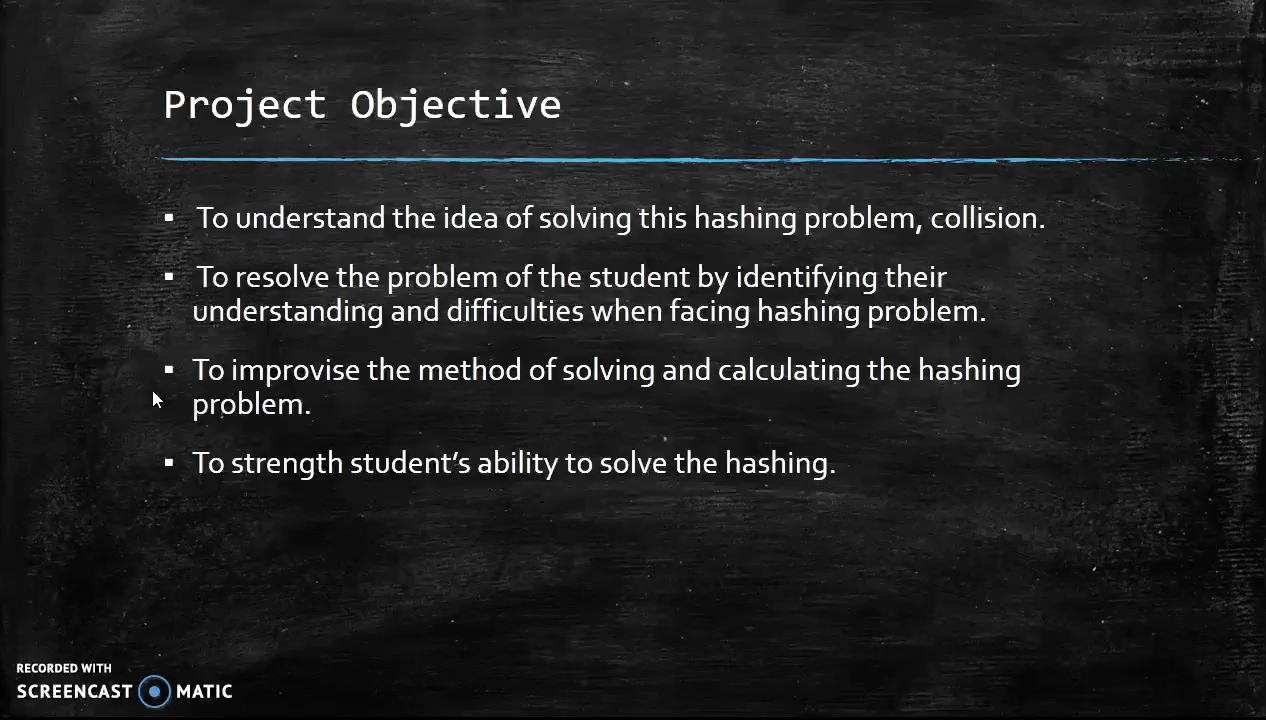 Project Objective
▪ To understand the idea of solving this hashing problem, collision.
▪ To resolve the problem of the student by identifying their
understanding and difficulties when facing hashing problem.
▪ To improvise the method of solving and calculating the hashing
problem.
▪ To strength student’s ability to solve the hashing.
RECORDED WITH
SCREENCAST MATIC